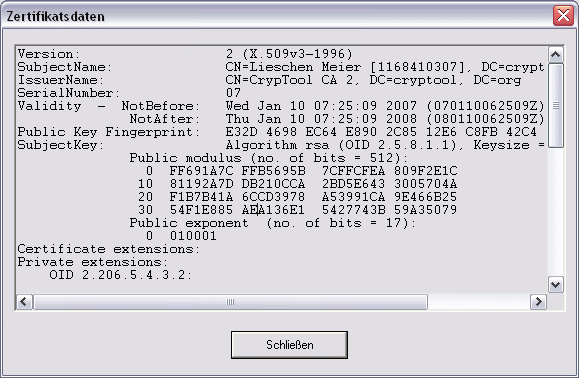 Zertifikatsdaten
Version: 2 (X.509v3-1996)
SubjectName: CN=Lieschen Meier [1168410307], DC=crypt
IssuerName: CN=CrypTool CA 2, DC=cryptool, DC=org
SerialNumber: 07
Validity - NotBefore: Wed Jan 10 07:25:09 2007 (070110062509Z)
NotAfter: Thu Jan 10 07:25:09 2008 (080110062509Z)
Public Key Fingerprint: E32D 4698 EC64 E890 2C85 12E6 C8FB 42C4
SubjectKey: Algorithm rsa (OID 2.5.8.1.1), Keysize =
Public modulus (no. of bits = 512):
0 FF691A7C FFB5695B 7CFFCFEA 809F2E1C
10 81192A7D DB210CCA 2BD5E643 3005704A
20 F1B7B41A 6CCD3978 A53991CA 9E466B25
30 54F1E885 AEA136E1 5427743B 59A35079
Public exponent (no. of bits = 17):
0 010001
Certificate extensions:
Private extensions:
OID 2.206.5.4.3.2:
Schließen